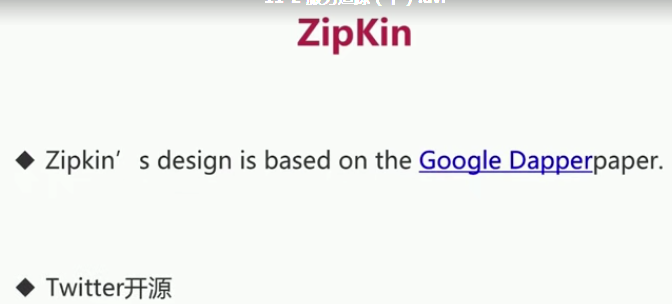 ZipKin
◆ Zipkin’s design is based on the Google Dapperpaper.
◆ Twitter开源